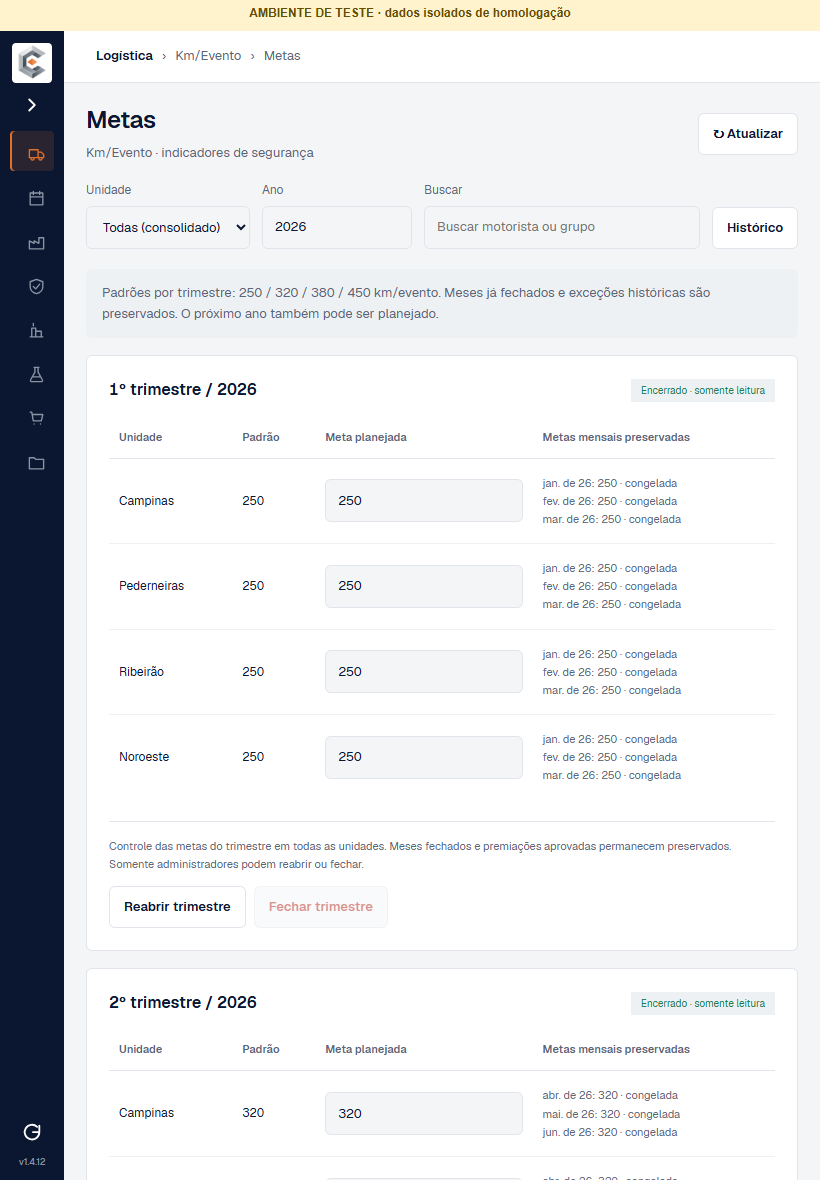 AMBIENTE DE TESTE · dados isolados de homologação
Logística › Km/Evento › Metas
Metas
↻ Atualizar
Km/Evento · indicadores de segurança
Unidade Ano Buscar
Todas (consolidado) 2026 Buscar motorista ou grupo Histórico
Padrões por trimestre: 250 / 320 / 380 / 450 km/evento. Meses já fechados e exceções históricas são
preservados. O próximo ano também pode ser planejado.
1º trimestre / 2026 Encerrado · somente leitura
Unidade Padrão Meta planejada Metas mensais preservadas
jan. de 26: 250 · congelada
Campinas 250 250 fev. de 26: 250 · congelada
mar. de 26: 250 · congelada
jan. de 26: 250 · congelada
Pederneiras 250 250 fev. de 26: 250 · congelada
mar. de 26: 250 · congelada
jan. de 26: 250 · congelada
Ribeirão 250 250 fev. de 26: 250 · congelada
mar. de 26: 250 · congelada
jan. de 26: 250 · congelada
Noroeste 250 250 fev. de 26: 250 · congelada
mar. de 26: 250 · congelada
Controle das metas do trimestre em todas as unidades. Meses fechados e premiações aprovadas permanecem preservados.
Somente administradores podem reabrir ou fechar.
Reabrir trimestre Fechar trimestre
2º trimestre / 2026 Encerrado · somente leitura
Unidade Padrão Meta planejada Metas mensais preservadas
abr. de 26: 320 · congelada
Campinas 320 320 mai. de 26: 320 · congelada
jun. de 26: 320 · congelada
v1.4.12